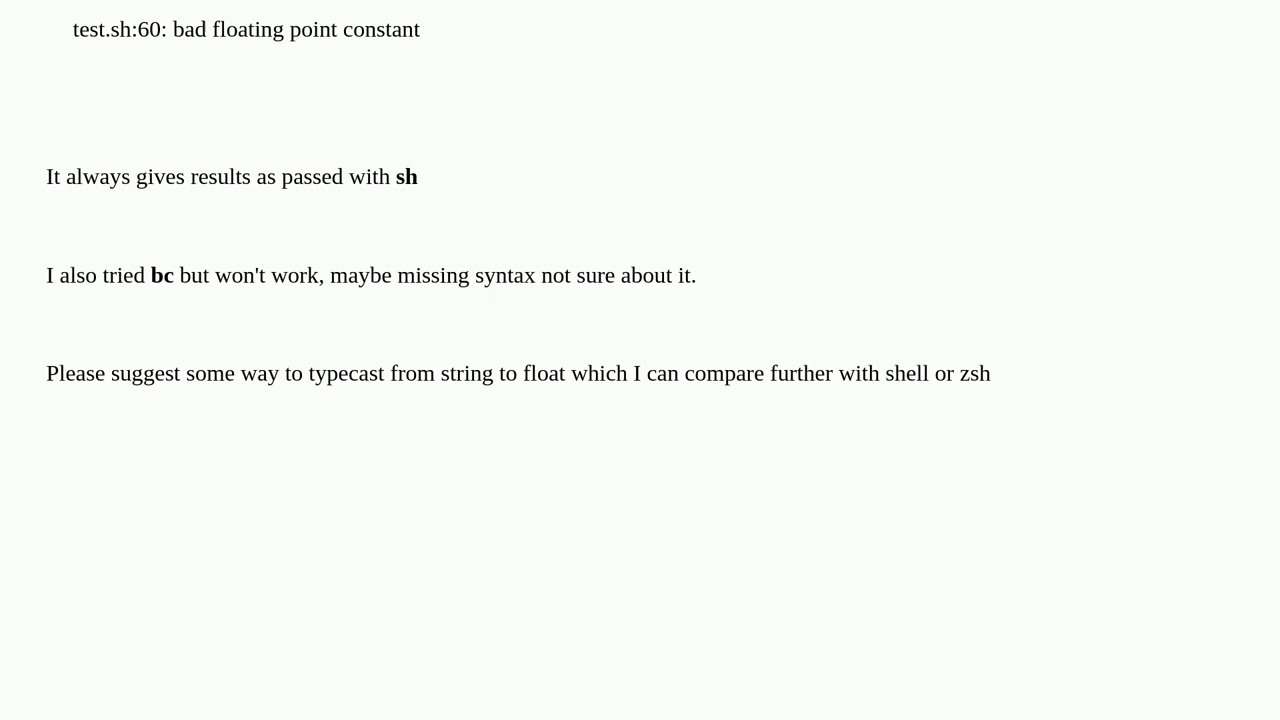 test.sh:60: bad floating point constant
It always gives results as passed with sh
I also tried bc but won't work, maybe missing syntax not sure about it.
Please suggest some way to typecast from string to float which I can compare further with shell or zsh